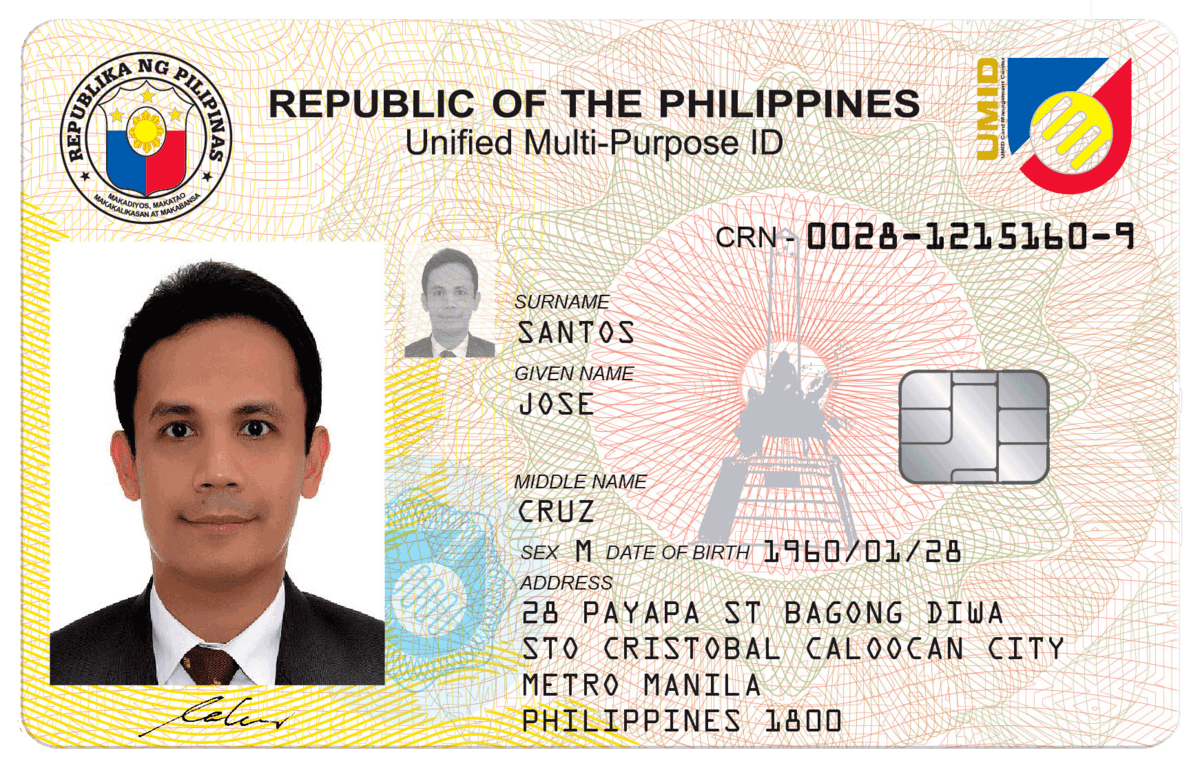 REPUBLIKA NG PILIPINAS
MAKADIYOS, MAKATAO
MAKAKALIKASAN AT MAKABANSA
REPUBLIC OF THE PHILIPPINES
Unified Multi-Purpose ID
UMID
UMID Card Management Center
CRN - 0028-1215160-9
SURNAME
SANTOS
GIVEN NAME
JOSE
MIDDLE NAME
CRUZ
SEX M DATE OF BIRTH 1960/01/28
ADDRESS
28 PAYAPA ST BAGONG DIWA
STO CRISTOBAL CALOOCAN CITY
METRO MANILA
PHILIPPINES 1800